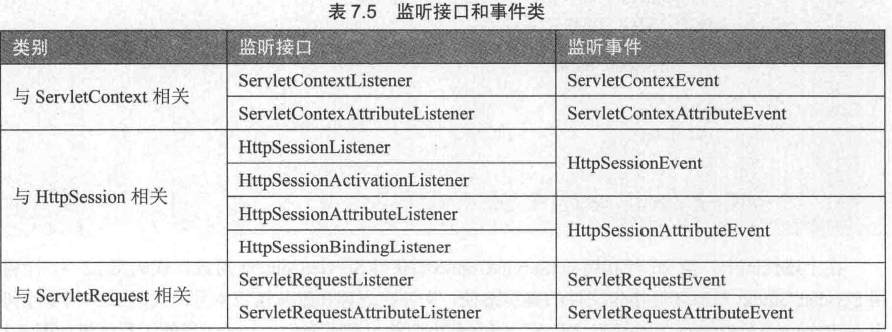 表 7.5 监听接口和事件类
类别 监听接口 监听事件
与 ServletContext 相关 ServletContextListener ServletContexEvent
ServletContexAttributeListener ServletContexAttributeEvent
与 HttpSession 相关 HttpSessionListener HttpSessionEvent
HttpSessionActivationListener
HttpSessionAttributeListener HttpSessionAttributeEvent
HttpSessionBindingListener
与 ServletRequest 相关 ServletRequestListener ServletRequestEvent
ServletRequestAttributeListener ServletRequestAttributeEvent